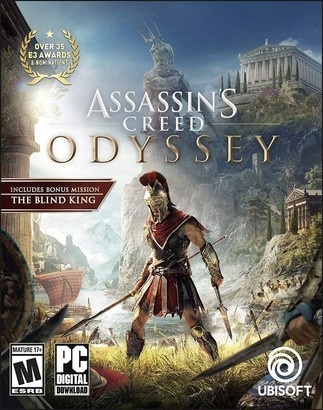 OVER 35
E3 AWARDS
& NOMINATIONS
ASSASSIN'S
CREED
ODYSSEY
INCLUDES BONUS MISSION
THE BLIND KING
MATURE 17+
M
ESRB
PC
DIGITAL
DOWNLOAD
UBISOFT